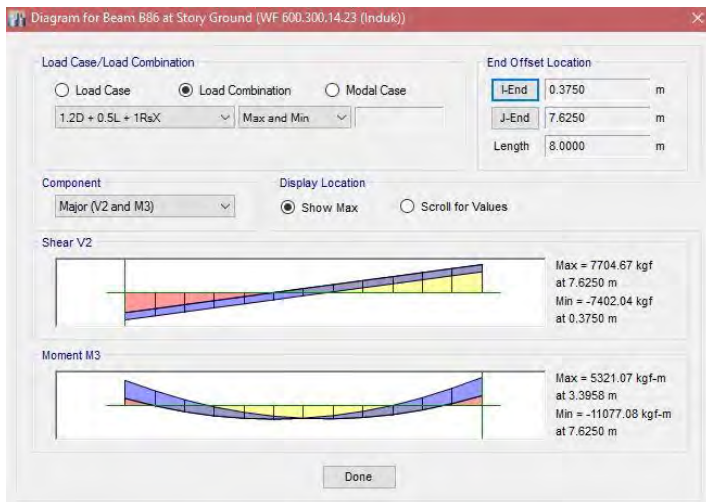 Diagram for Beam B86 at Story Ground (WF 600.300.14.23 (Induk))
Load Case/Load Combination
Load Case
Load Combination
Modal Case
1.2D + 0.5L + 1RsX
Max and Min
End Offset Location
I-End
0.3750
m
J-End
7.6250
m
Length
8.0000
m
Component
Major (V2 and M3)
Display Location
Show Max
Scroll for Values
Shear V2
Max = 7704.67 kgf
at 7.6250 m
Min = -7402.04 kgf
at 0.3750 m
Moment M3
Max = 5321.07 kgf-m
at 3.3958 m
Min = -11077.08 kgf-m
at 7.6250 m
Done